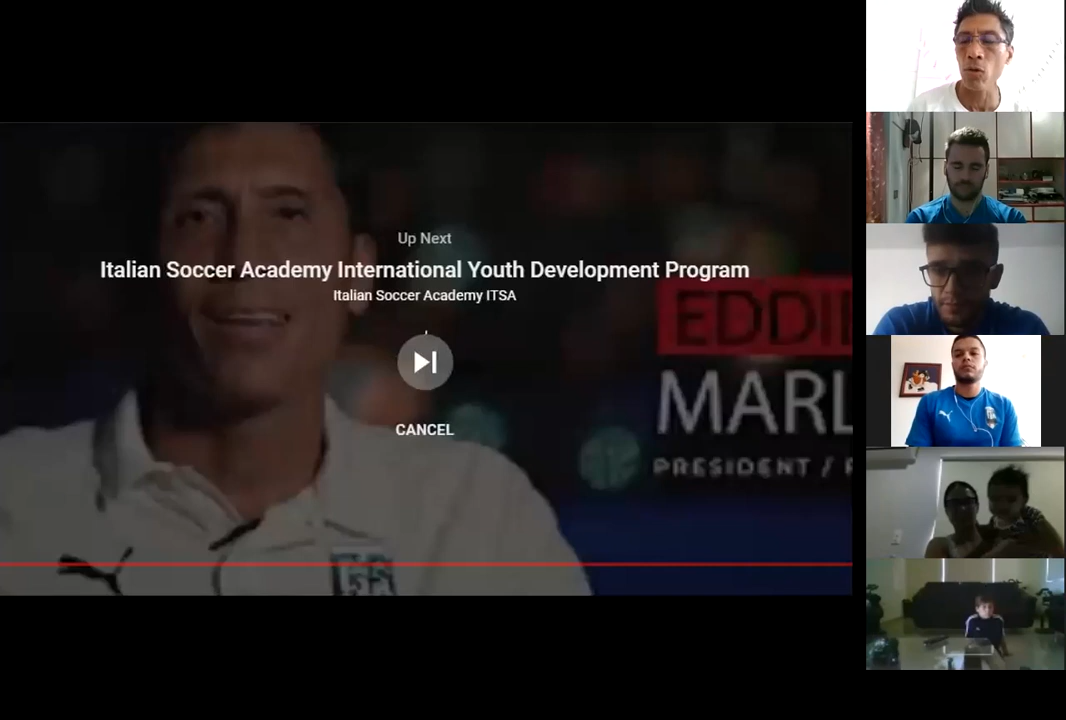 Up Next
Italian Soccer Academy International Youth Development Program
Italian Soccer Academy ITSA
CANCEL
EDDI
MARL
PRESIDENT /